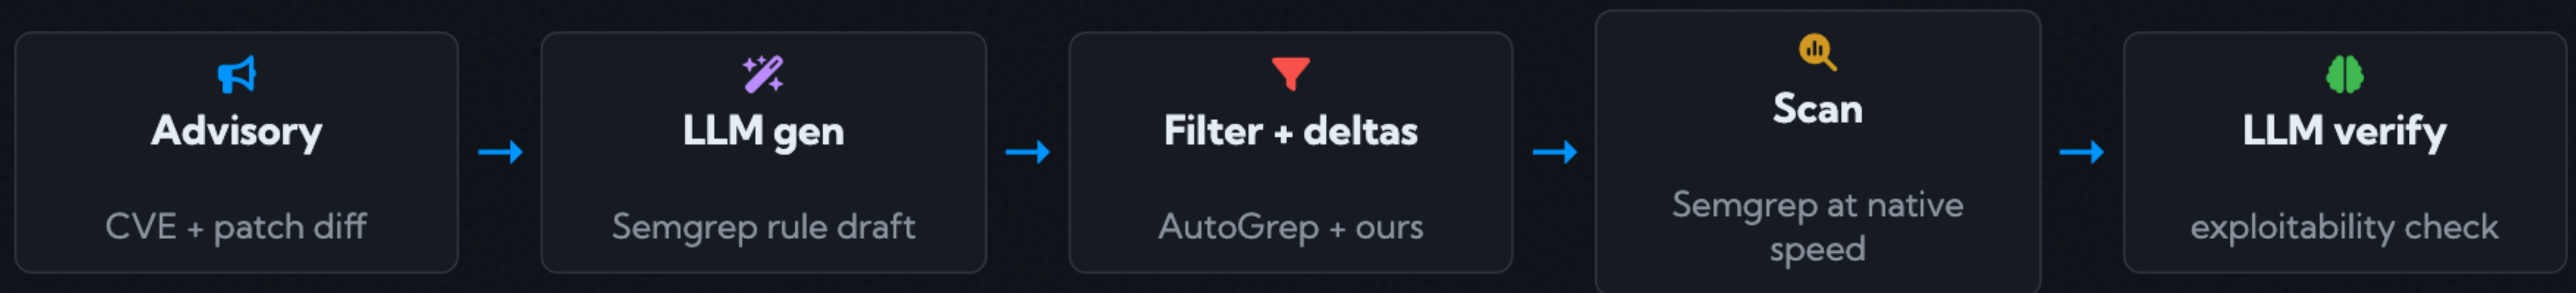 Advisory
CVE + patch diff
LLM gen
Semgrep rule draft
Filter + deltas
AutoGrep + ours
Scan
Semgrep at native
speed
LLM verify
exploitability check